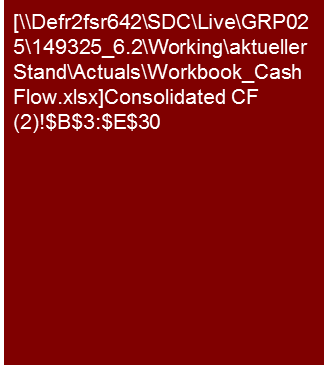 [\\Defr2fsr642\SDC\Live\GRP02
5\149325_6.2\Working\aktueller
Stand\Actuals\Workbook_Cash
Flow.xlsx]Consolidated CF
(2)!$B$3:$E$30